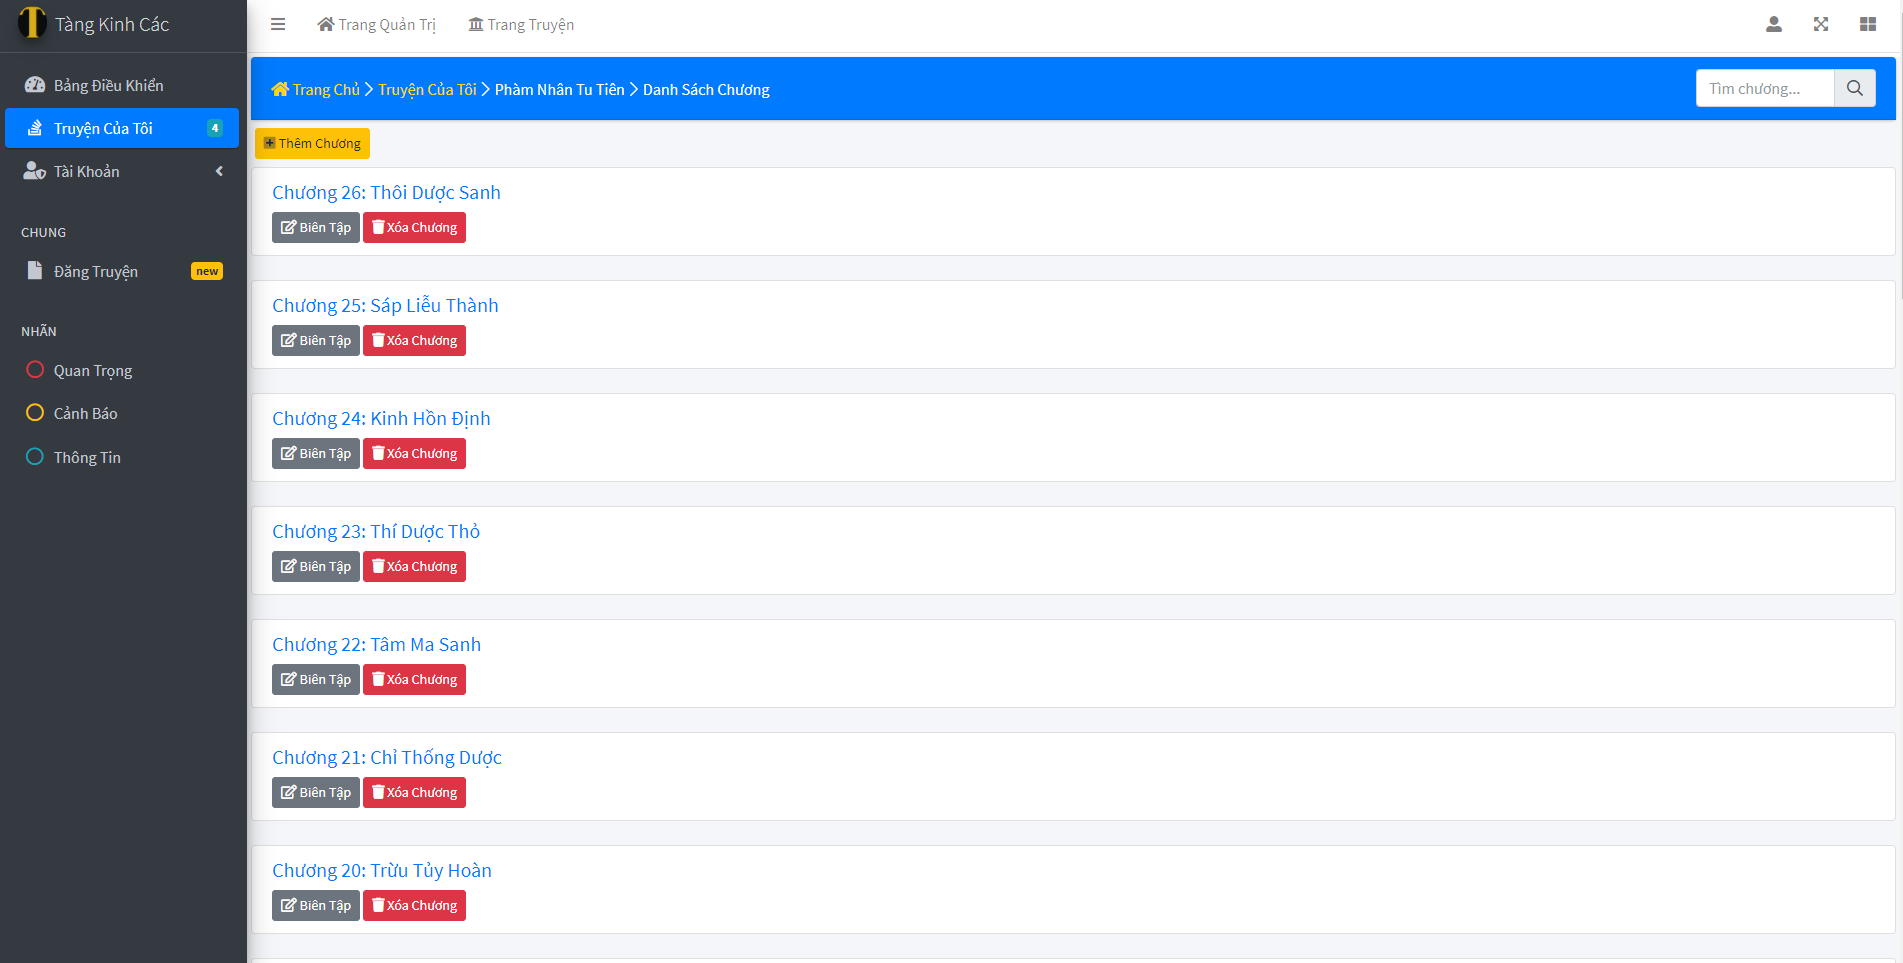 Tàng Kinh Các
Trang Quản Trị
Trang Truyện
Bảng Điều Khiển
Truyện Của Tôi 4
Tài Khoản
CHUNG
Đăng Truyện new
NHÃN
Quan Trọng
Cảnh Báo
Thông Tin
Trang Chủ > Truyện Của Tôi > Phàm Nhân Tu Tiên > Danh Sách Chương
Tìm chương...
Thêm Chương
Chương 26: Thôi Dược Sanh
Biên Tập Xóa Chương
Chương 25: Sáp Liễu Thành
Biên Tập Xóa Chương
Chương 24: Kinh Hồn Định
Biên Tập Xóa Chương
Chương 23: Thí Dược Thỏ
Biên Tập Xóa Chương
Chương 22: Tâm Ma Sanh
Biên Tập Xóa Chương
Chương 21: Chỉ Thống Dược
Biên Tập Xóa Chương
Chương 20: Trừu Tủy Hoàn
Biên Tập Xóa Chương